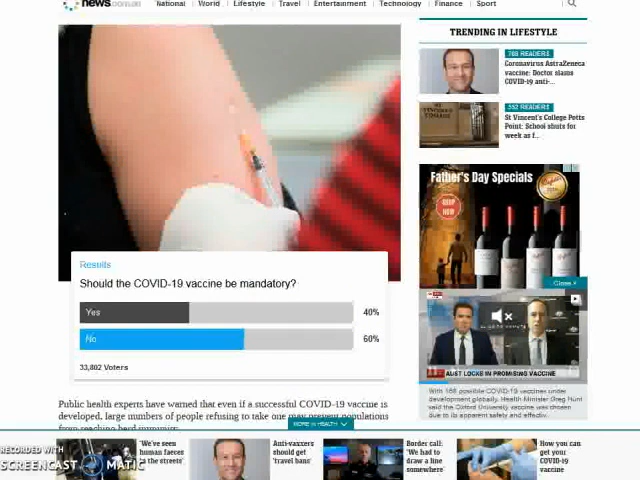 news.com.au
National World Lifestyle Travel Entertainment Technology Finance Sport
TRENDING IN LIFESTYLE
768 READERS
Coronavirus AstraZeneca
vaccine: Doctor slams
COVID-19 anti-...
352 READERS
St Vincent's College Potts
Point: School shuts for
week as f...
Father's Day Specials
SHOP
NOW
Close X
AUST LOCKS IN PROMISING VACCINE
With 168 possible COVID-19 vaccines under
development globally, Health Minister Greg Hunt
said the Oxford University vaccine was shown
due to its apparent safety and effectiv.
Results
Should the COVID-19 vaccine be mandatory?
Yes 40%
No 60%
33,802 Voters
Public health experts have warned that even if a successful COVID-19 vaccine is
developed, large numbers of people refusing to take one may prevent populations
from reaching herd immunity.
MORE IN HEALTH
'We've seen
human faeces
in the streets'
Anti-vaxxers
should get
'travel bans'
Border call:
'We had to
draw a line
somewhere'
How you can
get your
COVID-19
vaccine
RECORDED WITH
SCREENCAST MATIC